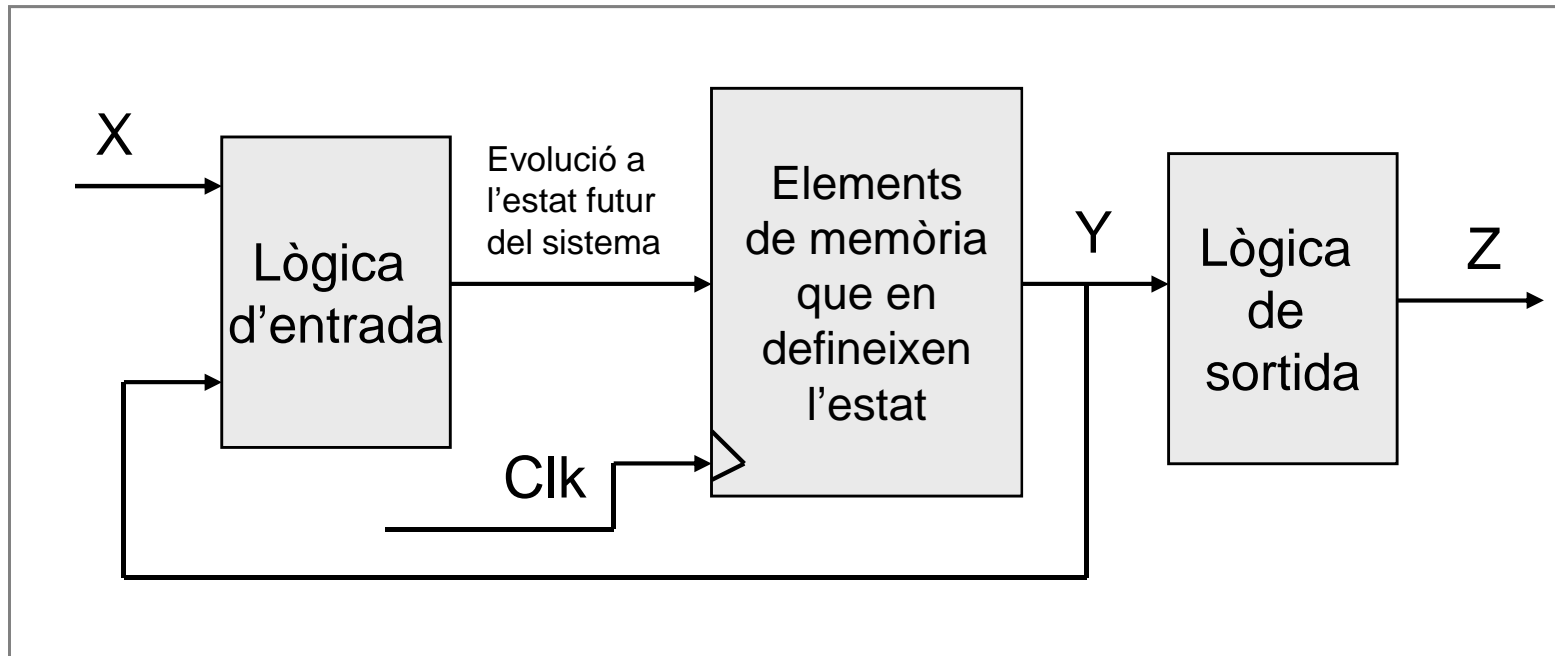 X
Lògica
d'entrada
Evolució a
l'estat futur
del sistema
Elements
de memòria
que en
defineixen
l'estat
Clk
Y
Lògica
de
sortida
Z